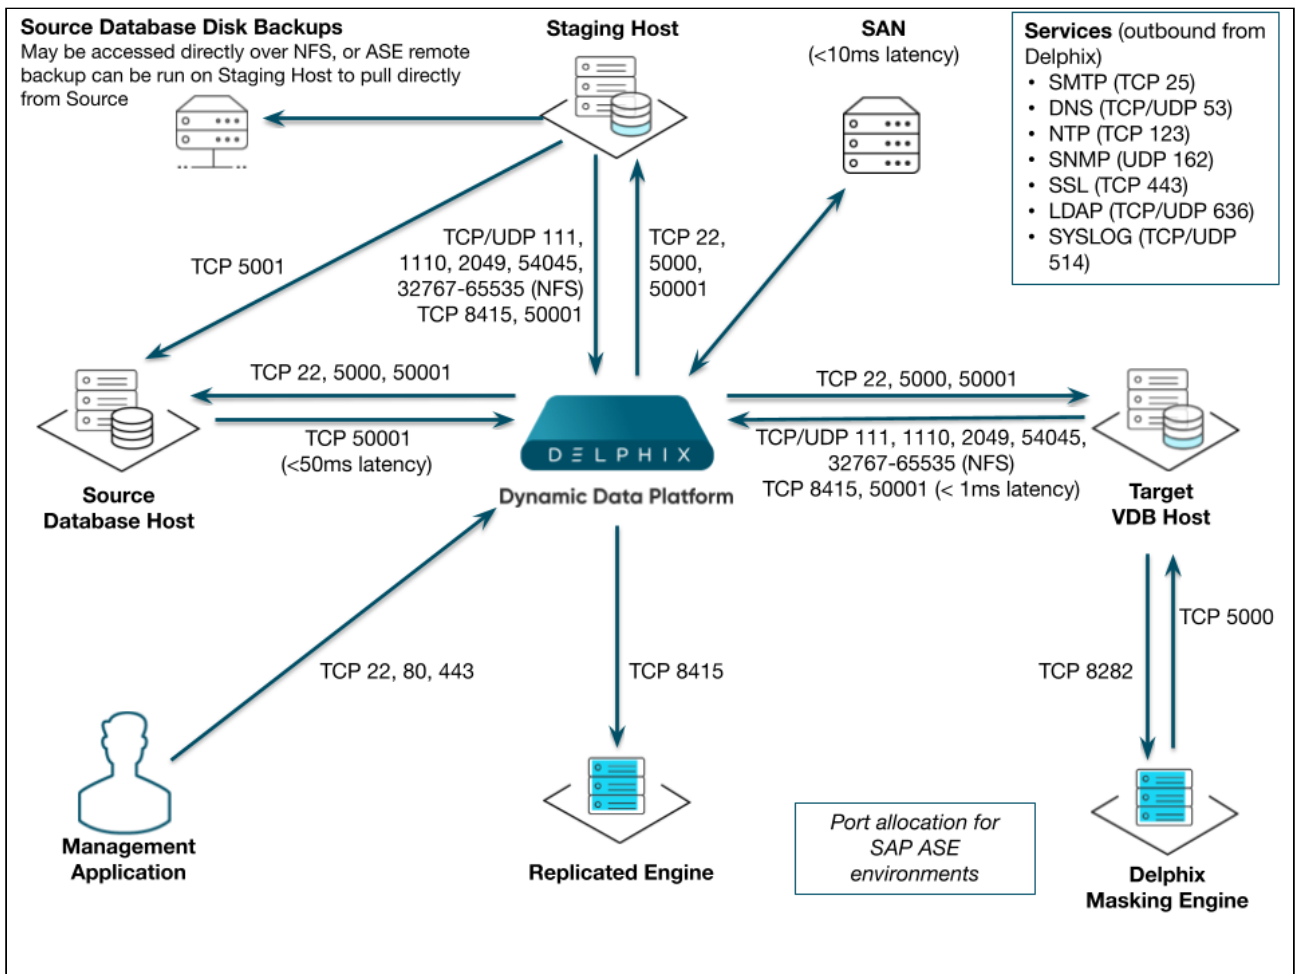 Source Database Disk Backups
May be accessed directly over NFS, or ASE remote
backup can be run on Staging Host to pull directly
from Source
Staging Host
SAN
(<10ms latency)
Services (outbound from
Delphix)
• SMTP (TCP 25)
• DNS (TCP/UDP 53)
• NTP (TCP 123)
• SNMP (UDP 162)
• SSL (TCP 443)
• LDAP (TCP/UDP 636)
• SYSLOG (TCP/UDP
514)
TCP 5001
TCP/UDP 111,
1110, 2049, 54045,
32767-65535 (NFS)
TCP 8415, 50001
TCP 22,
5000,
50001
TCP 22, 5000, 50001
TCP 50001
(<50ms latency)
Source
Database Host
DELPHIX
Dynamic Data Platform
TCP 22, 5000, 50001
TCP/UDP 111, 1110, 2049, 54045,
32767-65535 (NFS)
TCP 8415, 50001 (< 1ms latency)
Target
VDB Host
TCP 5000
TCP 8282
TCP 22, 80, 443
TCP 8415
Management
Application
Replicated Engine
Port allocation for
SAP ASE
environments
Delphix
Masking Engine